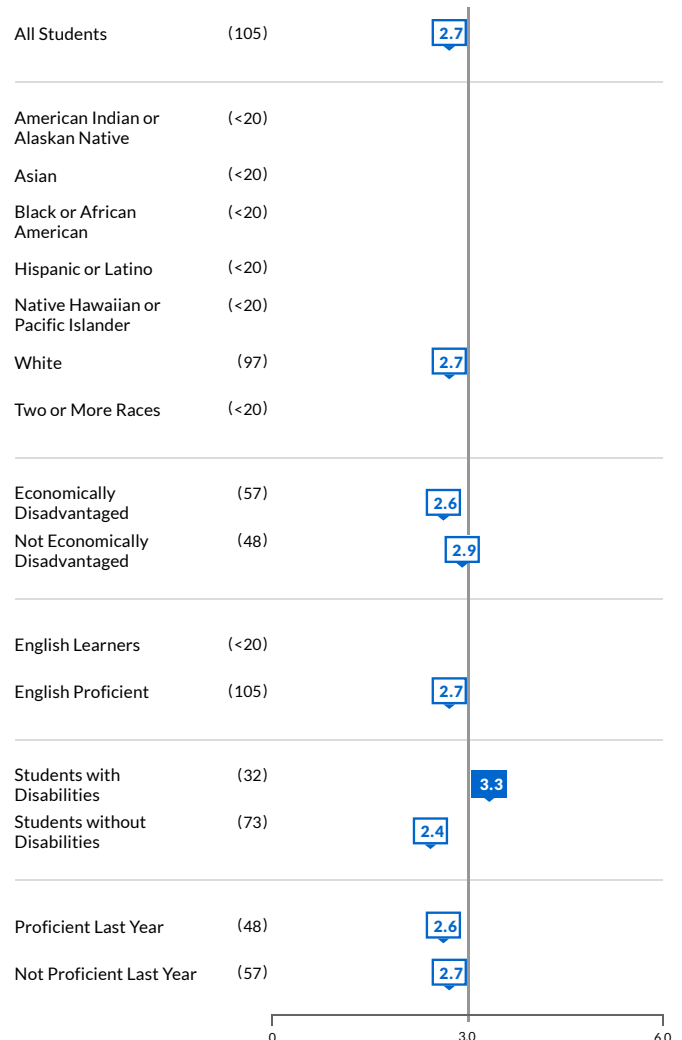 All Students (105) 2.7
American Indian or (<20)
Alaskan Native
Asian (<20)
Black or African (<20)
American
Hispanic or Latino (<20)
Native Hawaiian or (<20)
Pacific Islander
White (97) 2.7
Two or More Races (<20)
Economically (57) 2.6
Disadvantaged
Not Economically (48) 2.9
Disadvantaged
English Learners (<20)
English Proficient (105) 2.7
Students with (32) 3.3
Disabilities
Students without (73) 2.4
Disabilities
Proficient Last Year (48) 2.6
Not Proficient Last Year (57) 2.7
0 3.0 6.0